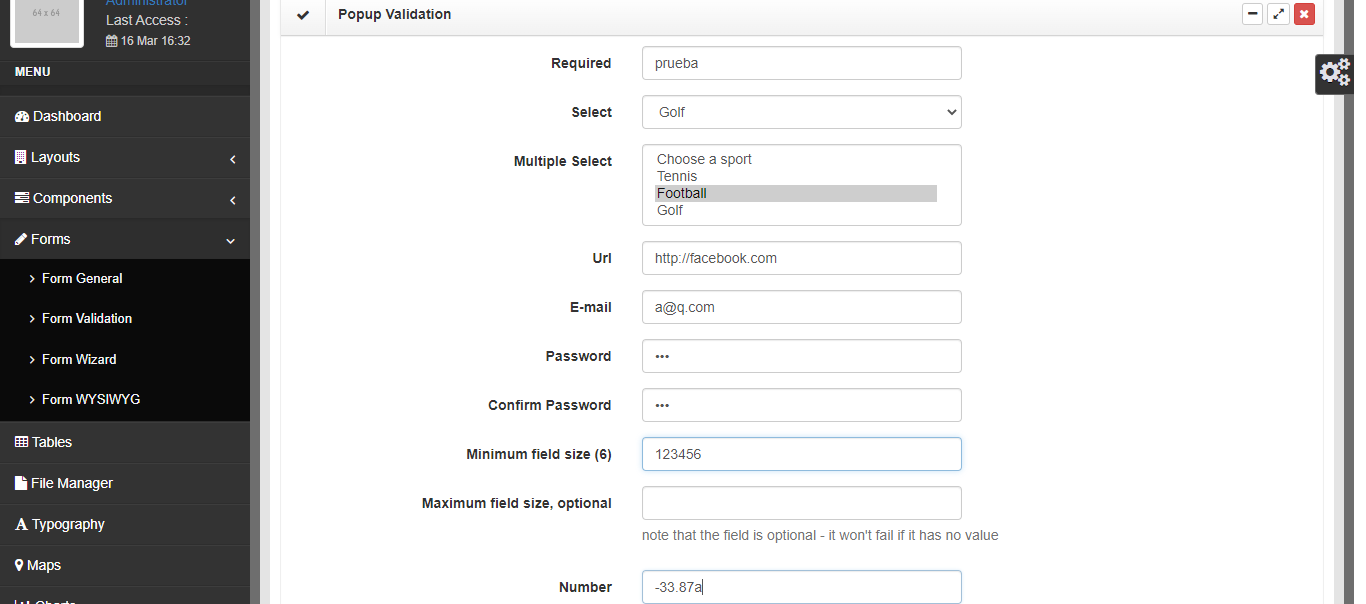 64 x 64
Administrator
Last Access :
16 Mar 16:32
MENU
Dashboard
Layouts
Components
Forms
Form General
Form Validation
Form Wizard
Form WYSIWYG
Tables
File Manager
Typography
Maps
Charts
Popup Validation
Required
prueba
Select
Golf
Multiple Select
Choose a sport
Tennis
Football
Golf
Url
http://facebook.com
E-mail
a@q.com
Password
•••
Confirm Password
•••
Minimum field size (6)
123456
Maximum field size, optional
note that the field is optional - it won't fail if it has no value
Number
-33.87a